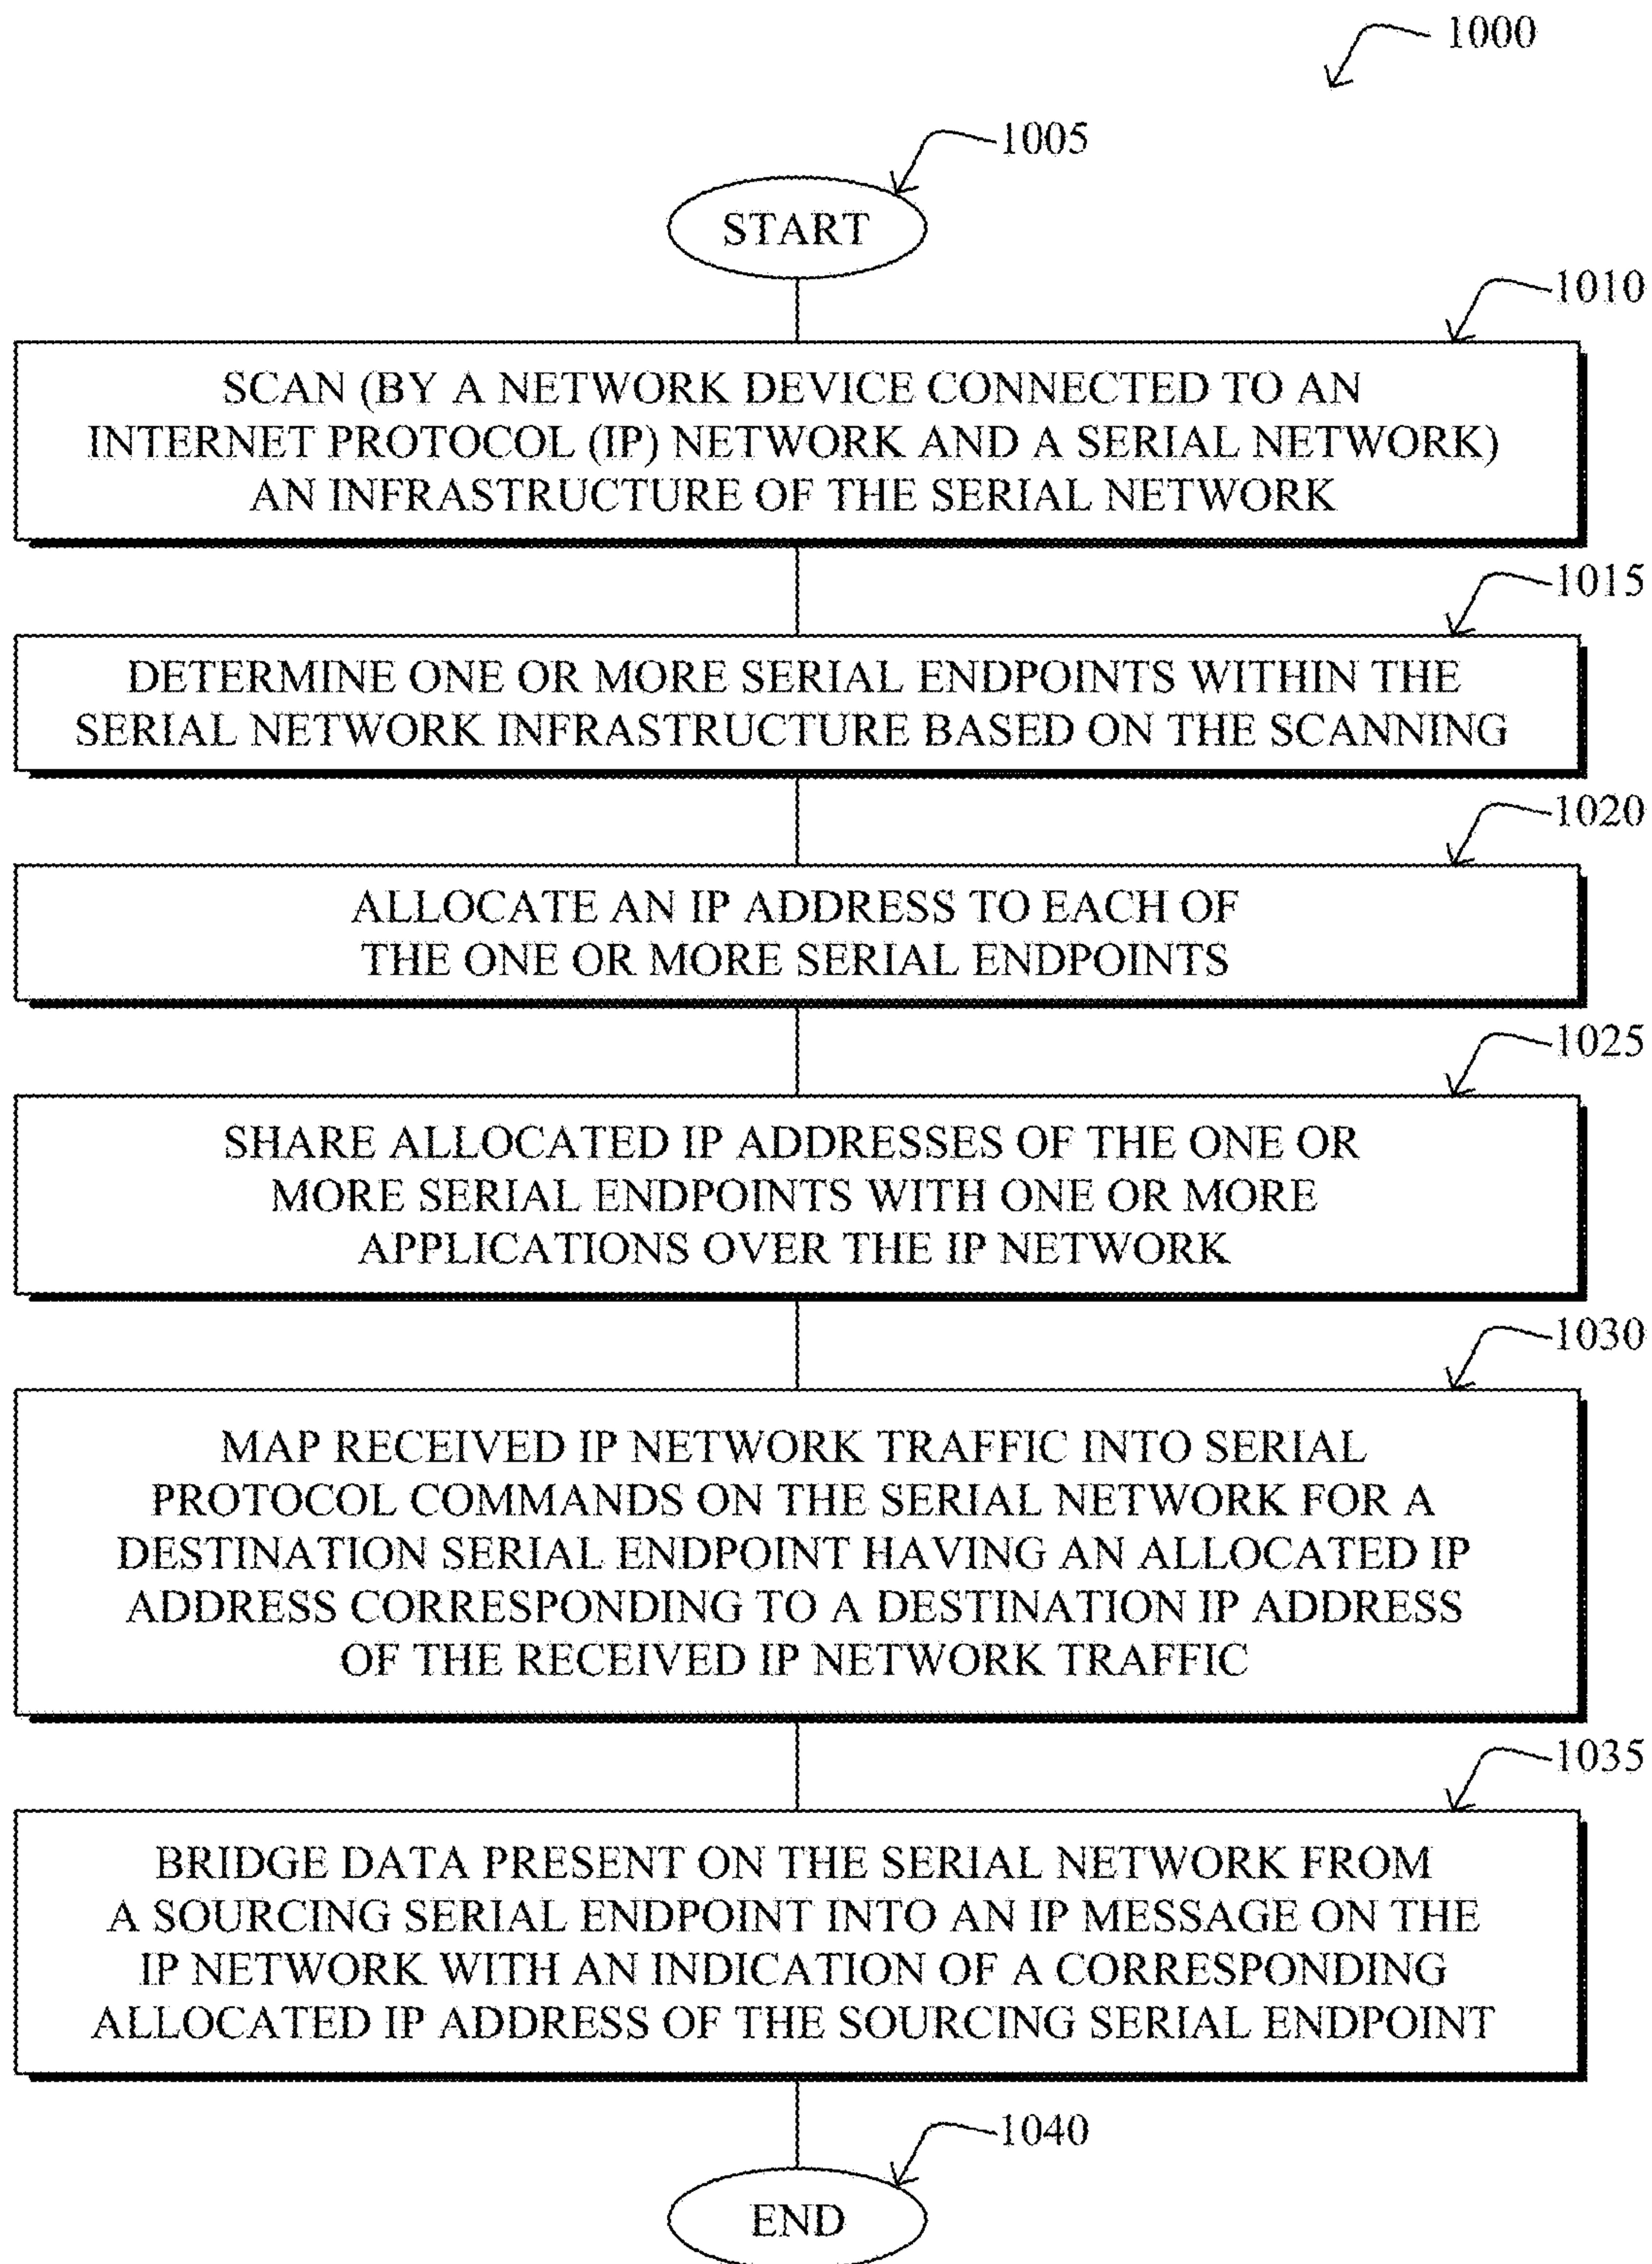 1000
1005
START
1010
SCAN (BY A NETWORK DEVICE CONNECTED TO AN
INTERNET PROTOCOL (IP) NETWORK AND A SERIAL NETWORK)
AN INFRASTRUCTURE OF THE SERIAL NETWORK
1015
DETERMINE ONE OR MORE SERIAL ENDPOINTS WITHIN THE
SERIAL NETWORK INFRASTRUCTURE BASED ON THE SCANNING
1020
ALLOCATE AN IP ADDRESS TO EACH OF
THE ONE OR MORE SERIAL ENDPOINTS
1025
SHARE ALLOCATED IP ADDRESSES OF THE ONE OR
MORE SERIAL ENDPOINTS WITH ONE OR MORE
APPLICATIONS OVER THE IP NETWORK
1030
MAP RECEIVED IP NETWORK TRAFFIC INTO SERIAL
PROTOCOL COMMANDS ON THE SERIAL NETWORK FOR A
DESTINATION SERIAL ENDPOINT HAVING AN ALLOCATED IP
ADDRESS CORRESPONDING TO A DESTINATION IP ADDRESS
OF THE RECEIVED IP NETWORK TRAFFIC
1035
BRIDGE DATA PRESENT ON THE SERIAL NETWORK FROM
A SOURCING SERIAL ENDPOINT INTO AN IP MESSAGE ON THE
IP NETWORK WITH AN INDICATION OF A CORRESPONDING
ALLOCATED IP ADDRESS OF THE SOURCING SERIAL ENDPOINT
1040
END